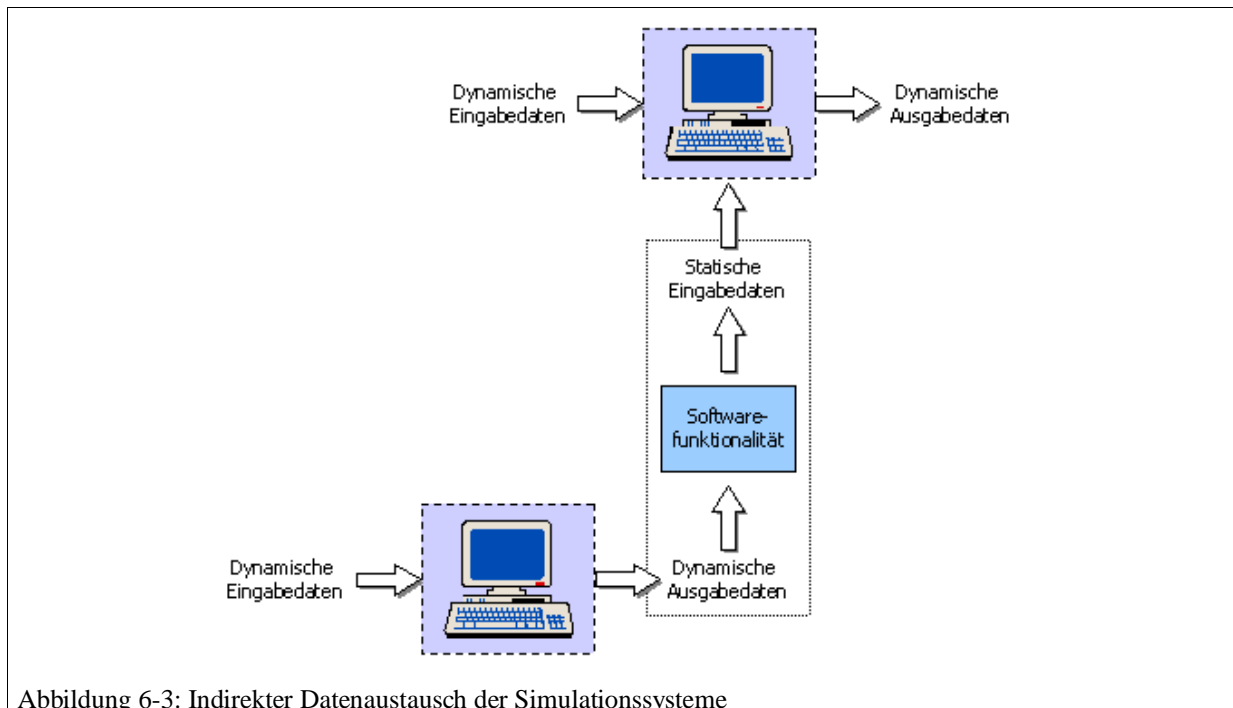 Dynamische
Eingabedaten
Dynamische
Ausgabedaten
Statische
Eingabedaten
Software-
funktionalität
Dynamische
Eingabedaten
Dynamische
Ausgabedaten
Abbildung 6-3: Indirekter Datenaustausch der Simulationssysteme